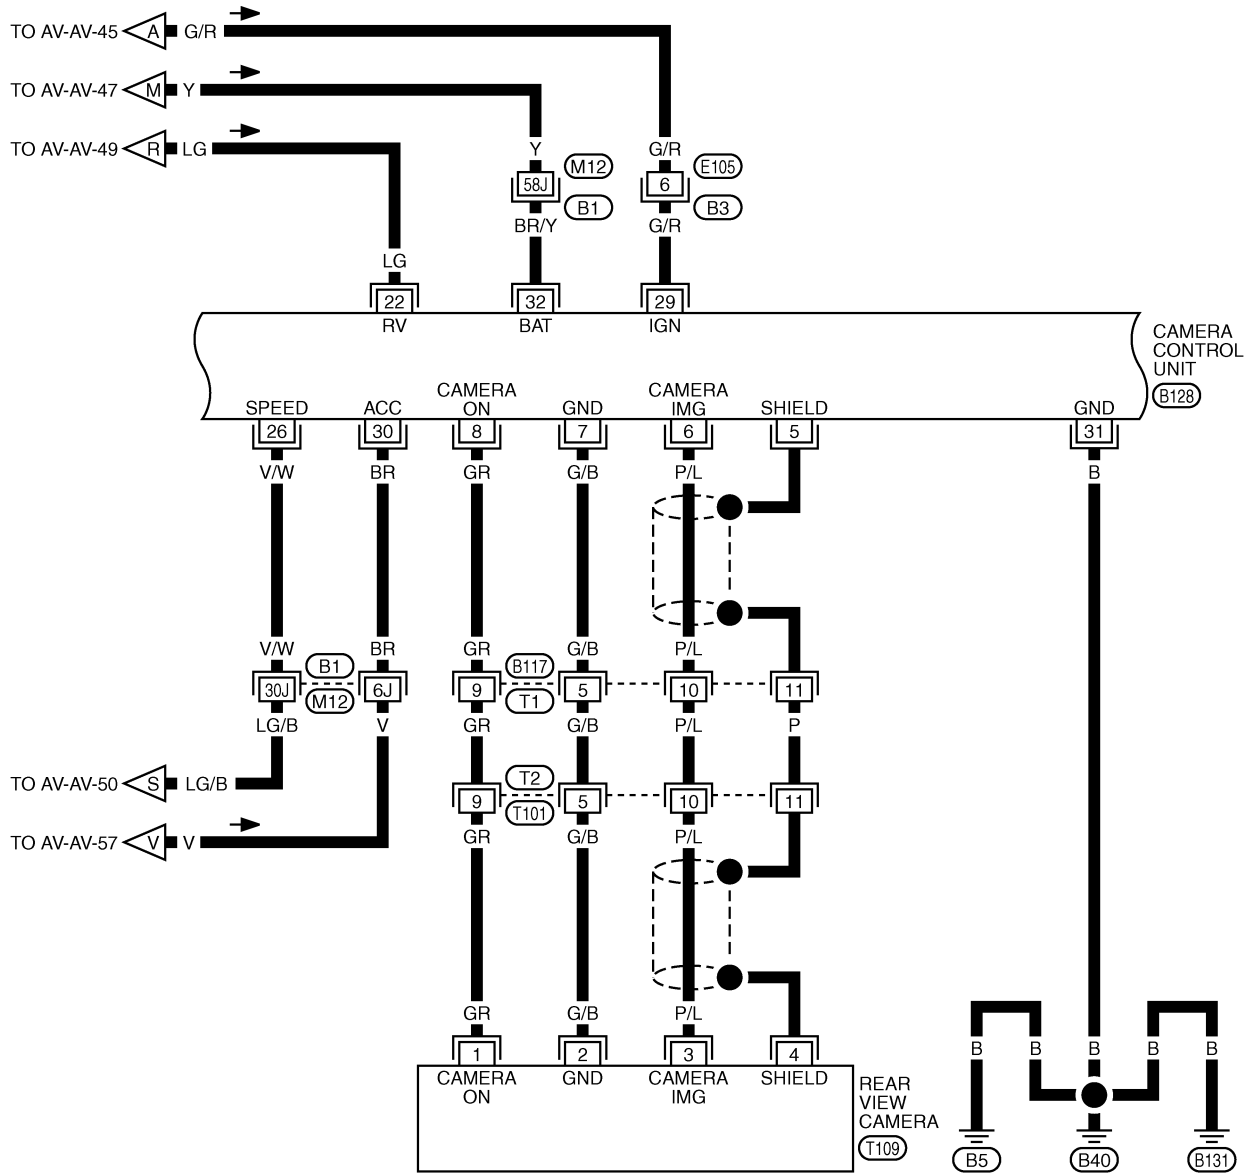 TO AV-AV-45 A G/R
TO AV-AV-47 M Y
TO AV-AV-49 R LG
Y G/R
58J M12 6 E105
B1 B3
BR/Y G/R
LG
22 32 29
RV BAT IGN
CAMERA
CONTROL
UNIT
B128
SPEED ACC CAMERA
ON GND CAMERA
IMG SHIELD GND
26 30 8 7 6 5 31
V/W BR GR G/B P/L B
V/W BR GR G/B P/L
B1 B117
30J 6J 9 5 10 11
M12 T1
LG/B V GR G/B P/L P
T2
TO AV-AV-50 S LG/B
9 5 10 11
T101
TO AV-AV-57 V V
GR G/B P/L
GR G/B P/L
1 2 3 4
CAMERA
ON GND CAMERA
IMG SHIELD
REAR
VIEW
CAMERA
T109
B B B B B
B5 B40 B131